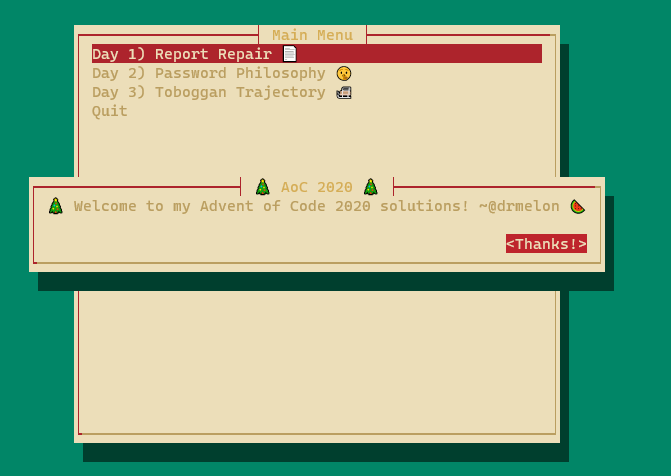 Main Menu
Day 1) Report Repair 📄
Day 2) Password Philosophy 😗
Day 3) Toboggan Trajectory
Quit
🎄 AoC 2020 🎄
🎄 Welcome to my Advent of Code 2020 solutions! ~@drmelon 🍉
<Thanks!>